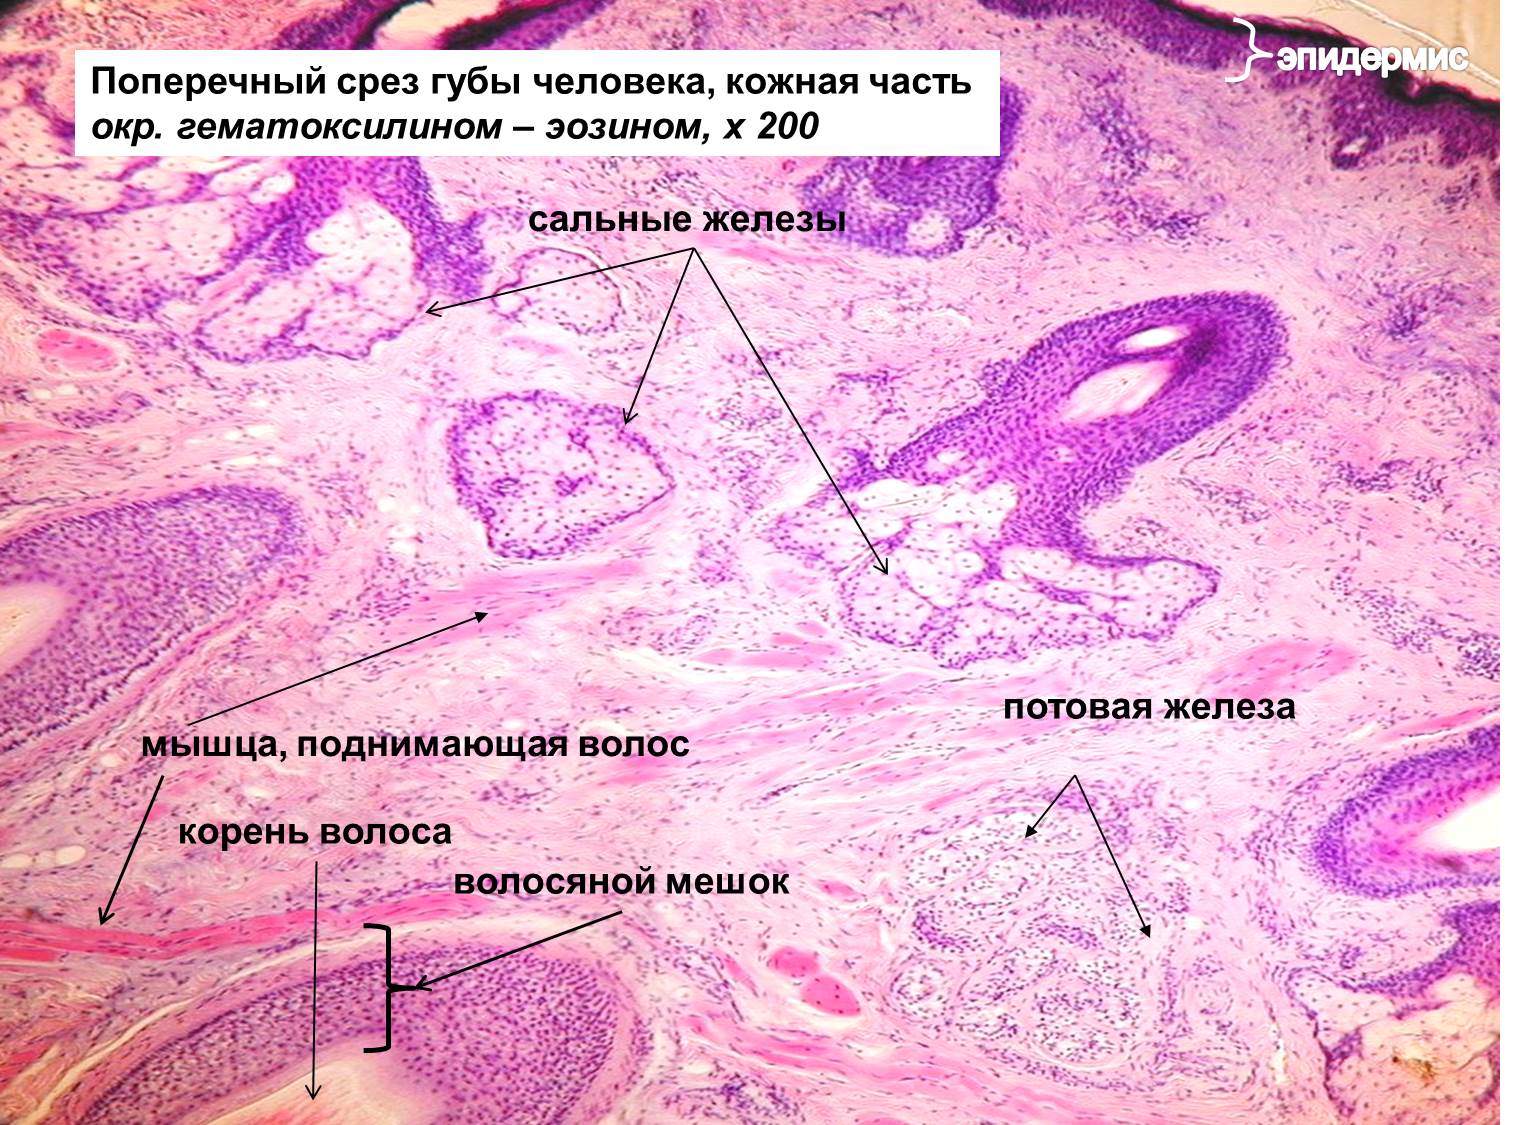 эпидермис
Поперечный срез губы человека, кожная часть
окр. гематоксилином – эозином, х 200
сальные железы
потовая железа
мышца, поднимающая волос
корень волоса
волосяной мешок